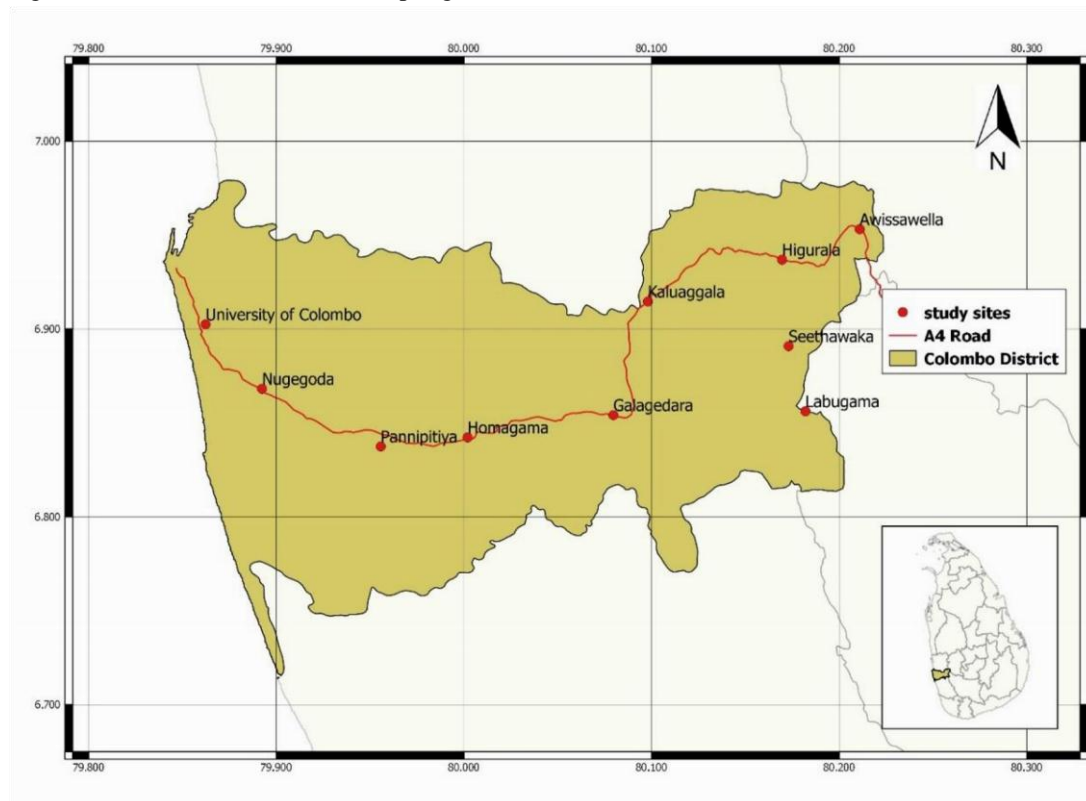 79.800 79.900 80.000 80.100 80.200 80.300
7.000
N
Awissawella
Higurala
Kaluaggala
University of Colombo
6.900
study sites
A4 Road
Colombo District
Seethawaka
Nugegoda
Labugama
Galagedara
Homagama
Pannipitiya
6.800
6.700
79.800 79.900 80.000 80.100 80.200 80.300